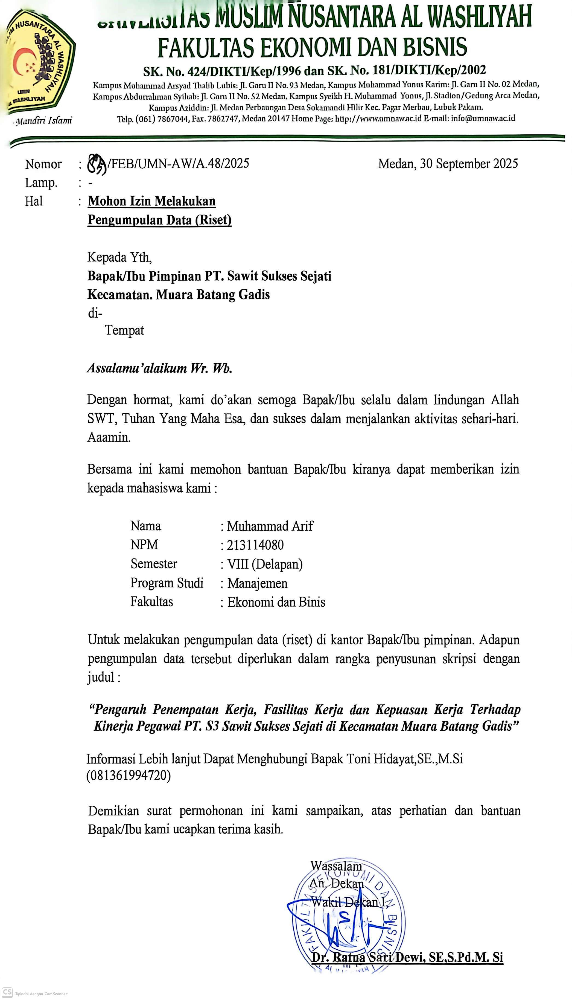 MUSLIM NUSANTARA AL WASHLIYAH
FAKULTAS EKONOMI DAN BISNIS
SK. No. 424/DIKTI/Kep/1996 dan SK. No. 181/DIKTI/Kep/2002
Kampus Muhammad Arsyad Thalib Lubis: Jl. Garu II No. 93 Medan, Kampus Muhammad Yunus Karim: JL Garu II No. 02 Medan,
Kampus Abdurrahman Syihab: JL Garu II No. 52 Medan, Kampus Syeikh H. Muhammad Yunus, JL Stadion/Gedung Arca Medan,
Kampus Aziddin: JL Medan Perbaungan Desa Sukamandi Hilir Kec. Pagar Merbau, Lubuk Pakam.
Telp. (061) 7867044, Fax. 7862747, Medan 20147 Home Page: http://www.umnaw.ac.id E-mail: info@umnaw.ac.id
NUSANTARA AL WASHLIYAH
Mandiri Islami
Nomor : /FEB/UMN-AW/A.48/2025 Medan, 30 September 2025
Lamp. : -
Hal : Mohon Izin Melakukan
Pengumpulan Data (Riset)
Kepada Yth,
Bapak/Ibu Pimpinan PT. Sawit Sukses Sejati
Kecamatan. Muara Batang Gadis
di-
Tempat
Assalamu’alaikum Wr. Wb.
Dengan hormat, kami do’akan semoga Bapak/Ibu selalu dalam lindungan Allah
SWT, Tuhan Yang Maha Esa, dan sukses dalam menjalankan aktivitas sehari-hari.
Aaamin.
Bersama ini kami memohon bantuan Bapak/Ibu kiranya dapat memberikan izin
kepada mahasiswa kami :
Nama : Muhammad Arif
NPM : 213114080
Semester : VIII (Delapan)
Program Studi : Manajemen
Fakultas : Ekonomi dan Binis
Untuk melakukan pengumpulan data (riset) di kantor Bapak/Ibu pimpinan. Adapun
pengumpulan data tersebut diperlukan dalam rangka penyusunan skripsi dengan
judul :
“Pengaruh Penempatan Kerja, Fasilitas Kerja dan Kepuasan Kerja Terhadap
Kinerja Pegawai PT. S3 Sawit Sukses Sejati di Kecamatan Muara Batang Gadis”
Informasi Lebih lanjut Dapat Menghubungi Bapak Toni Hidayat,SE.,M.Si
(081361994720)
Demikian surat permohonan ini kami sampaikan, atas perhatian dan bantuan
Bapak/Ibu kami ucapkan terima kasih.
Wassalam
An, Dekan
Wakil Dekan I,
FAKULTAS EKONOMI DAN BISNIS
Dr. Ratna Sari Dewi, SE,S.Pd.M. Si
CS Dipindai dengan CamScanner